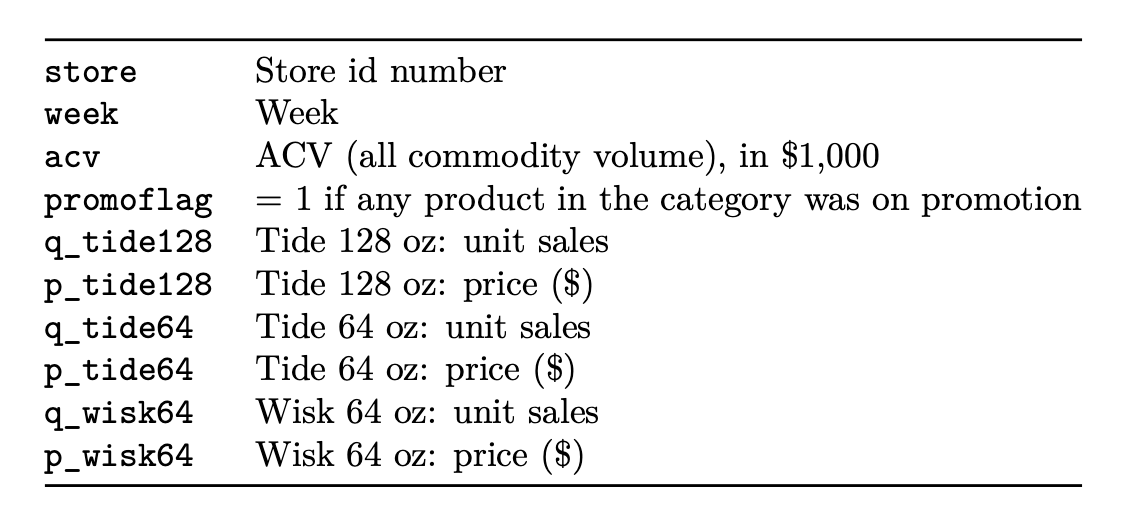 store Store id number
week Week
acv ACV (all commodity volume), in $1,000
promoflag = 1 if any product in the category was on promotion
q_tide128 Tide 128 oz: unit sales
p_tide128 Tide 128 oz: price ($)
q_tide64 Tide 64 oz: unit sales
p_tide64 Tide 64 oz: price ($)
q_wisk64 Wisk 64 oz: unit sales
p_wisk64 Wisk 64 oz: price ($)